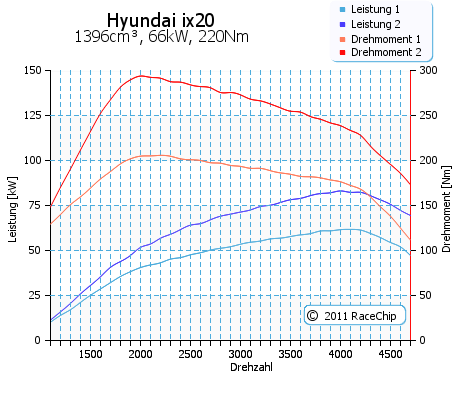 Hyundai ix20
1396cm³, 66kW, 220Nm
Leistung 1
Leistung 2
Drehmoment 1
Drehmoment 2
150
125
100
75
50
25
0
Leistung [kW]
300
250
200
150
100
50
0
Drehmoment [Nm]
© 2011 RaceChip
1500 2000 2500 3000 3500 4000 4500
Drehzahl